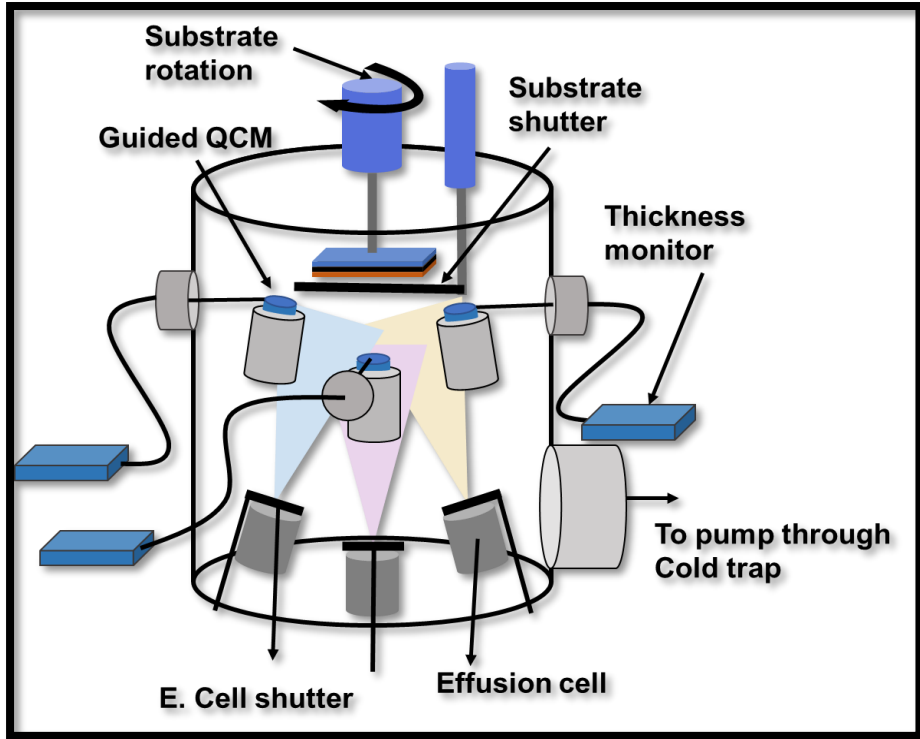 Substrate
rotation
Substrate
shutter
Guided QCM
Thickness
monitor
To pump through
Cold trap
E. Cell shutter
Effusion cell